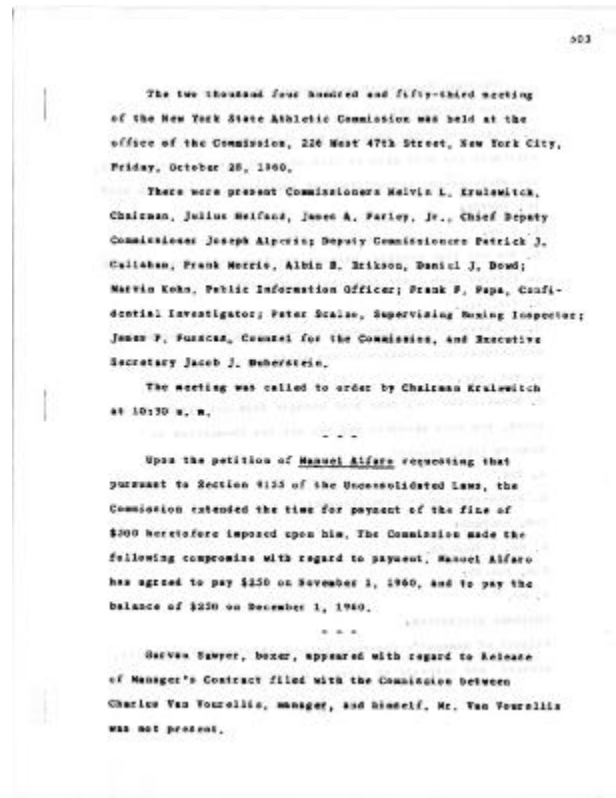 503
The two thousand four hundred and fifty-third meeting
of the New York State Athletic Commission was held at the
office of the Commission, 226 West 47th Street, New York City,
Friday, October 28, 1960.
There were present Commissioners Melvin L. Krulewitch,
Chairman, Julius Helfand, James A. Farley, Jr., Chief Deputy
Commissioner Joseph Alperin; Deputy Commissioners Patrick J.
Callahan, Frank Morris, Albin B. Erikson, Daniel J. Dowd;
Marvin Kohn, Public Information Officer; Frank P. Papa, Confi-
dential Investigator; Peter Scalzo, Supervising Boxing Inspector;
James F. Counsel for the Commission, and Executive
Secretary Jacob J.
The meeting was called to order by Chairman Krulewitch
at 10:30 a. m.
- - -
Upon the petition of Manuel Alfaro requesting that
pursuant to Section of the Unconsolidated Laws, the
Commission extended the time for payment of the fine of
heretofore imposed upon him. The Commission made the
following compromise with regard to payment. Manuel Alfaro
has agreed to pay $250 on November 1, 1960, and to pay the
balance of $250 on December 1, 1960.
- - -
Sawyer, boxer, appeared with regard to Release
of Manager's Contract filed with the Commission between
Charles Van Vourellis, manager, and himself. Mr. Van Vourellis
was not present.